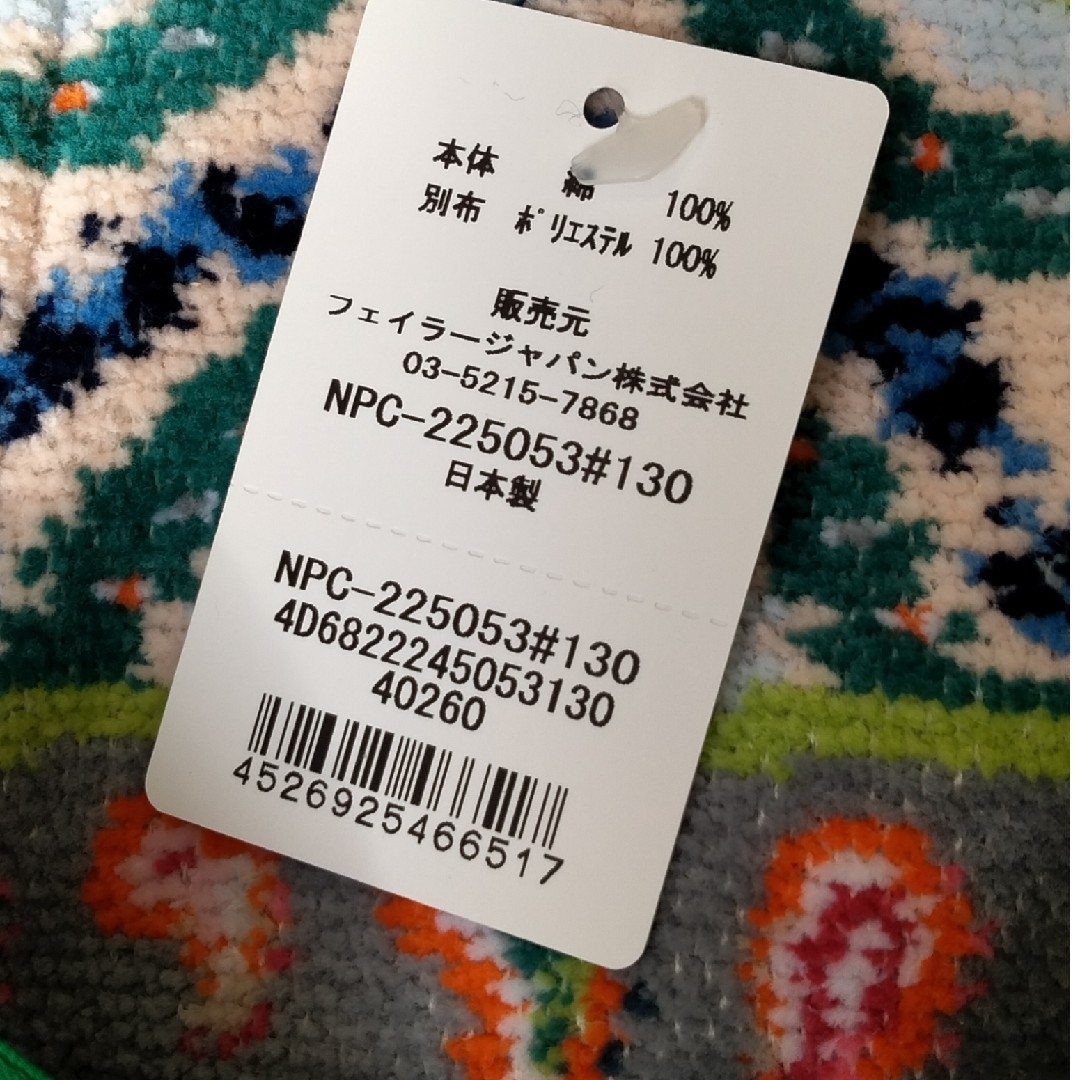 本体 綿 100%
別布 ポリエステル 100%
販売元
フェイラージャパン株式会社
03-5215-7868
NPC-225053#130
日本製
NPC-225053#130
4D6822245053130
40260
4526925466517